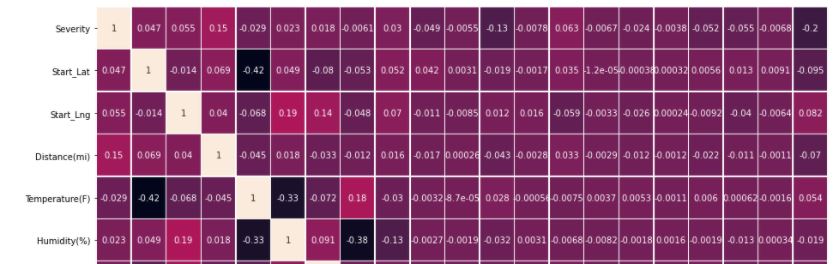 Severity 1 0.047 0.055 0.15 -0.029 0.023 0.018 -0.0061 0.03 -0.049 -0.0055 -0.13 -0.0078 0.063 -0.0067 -0.024 -0.0038 -0.052 -0.055 -0.0068 -0.2
Start_Lat 0.047 1 -0.014 0.069 -0.42 0.049 -0.08 -0.053 0.052 0.042 0.0031 -0.019 -0.0017 0.035 -1.2e-05 -0.00038 0.00032 0.0056 0.013 0.0091 -0.095
Start_Lng 0.055 -0.014 1 0.04 -0.068 0.19 0.14 -0.048 0.07 -0.011 -0.0085 0.012 0.016 -0.059 -0.0033 -0.026 0.00024 -0.0092 -0.04 -0.0064 0.082
Distance(mi) 0.15 0.069 0.04 1 -0.045 0.018 -0.033 -0.012 0.016 -0.017 0.00026 -0.043 -0.0028 0.033 -0.0029 -0.012 -0.0012 -0.022 -0.011 -0.0011 -0.07
Temperature(F) -0.029 -0.42 -0.068 -0.045 1 -0.33 -0.072 0.18 -0.03 -0.0032 -8.7e-05 0.028 -0.00056 -0.0075 0.0037 0.0053 -0.0011 0.006 0.00062 -0.0016 0.054
Humidity(%) 0.023 0.049 0.19 0.018 -0.33 1 0.091 -0.38 -0.13 -0.0027 -0.0019 -0.032 0.0031 -0.0068 -0.0082 -0.0018 0.0016 -0.0019 -0.013 0.00034 -0.019